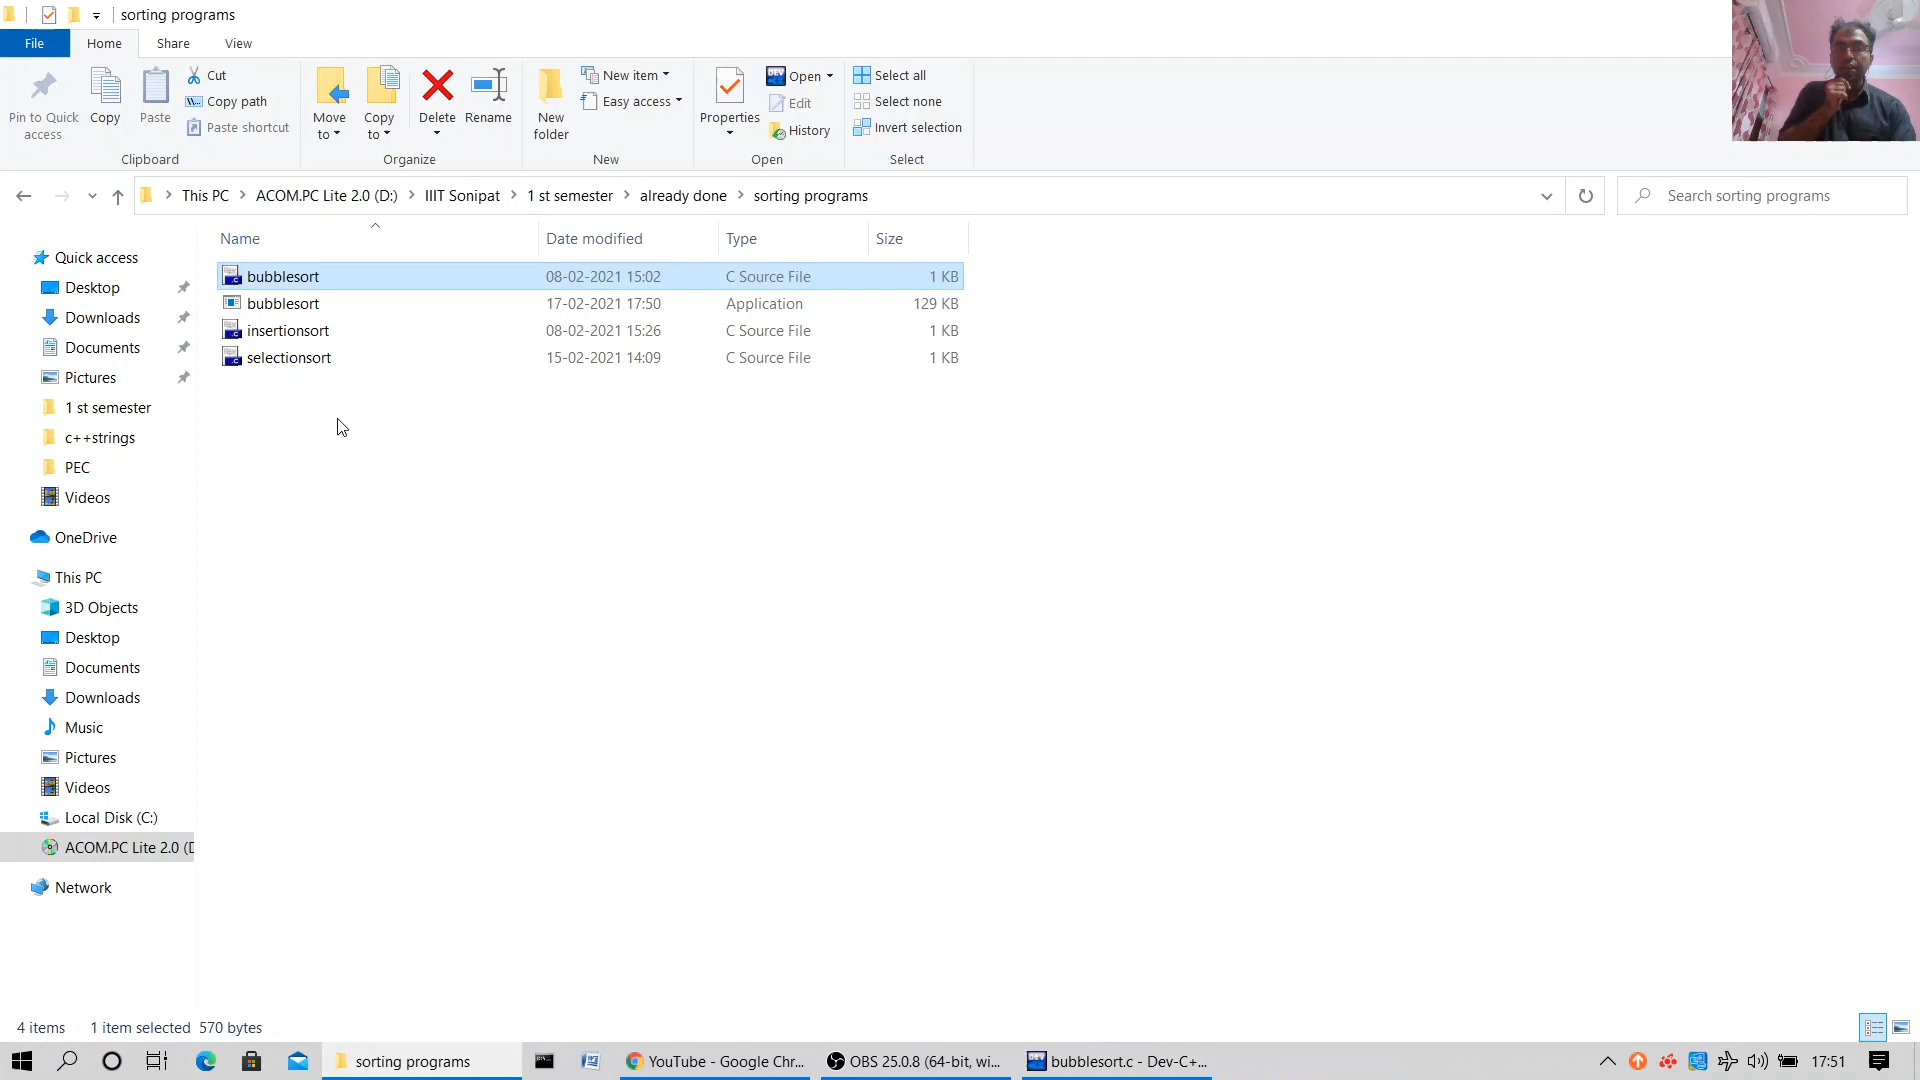 sorting programs
File Home Share View
Pin to Quick access
Copy
Paste
Cut
Copy path
Paste shortcut
Clipboard
Move to
Copy to
Delete
Rename
Organize
New folder
New item
Easy access
New
Properties
Open
Edit
History
Open
Select all
Select none
Invert selection
Select
This PC ACOM.PC Lite 2.0 (D:) IIIT Sonipat 1 st semester already done sorting programs
Search sorting programs
Name Date modified Type Size
bubblesort 08-02-2021 15:02 C Source File 1 KB
bubblesort 17-02-2021 17:50 Application 129 KB
insertionsort 08-02-2021 15:26 C Source File 1 KB
selectionsort 15-02-2021 14:09 C Source File 1 KB
Quick access
Desktop
Downloads
Documents
Pictures
1 st semester
c++strings
PEC
Videos
OneDrive
This PC
3D Objects
Desktop
Documents
Downloads
Music
Pictures
Videos
Local Disk (C:)
ACOM.PC Lite 2.0 (D
Network
4 items 1 item selected 570 bytes
sorting programs
YouTube - Google Chr...
OBS 25.0.8 (64-bit, wi...
bubblesort.c - Dev-C+...
17:51